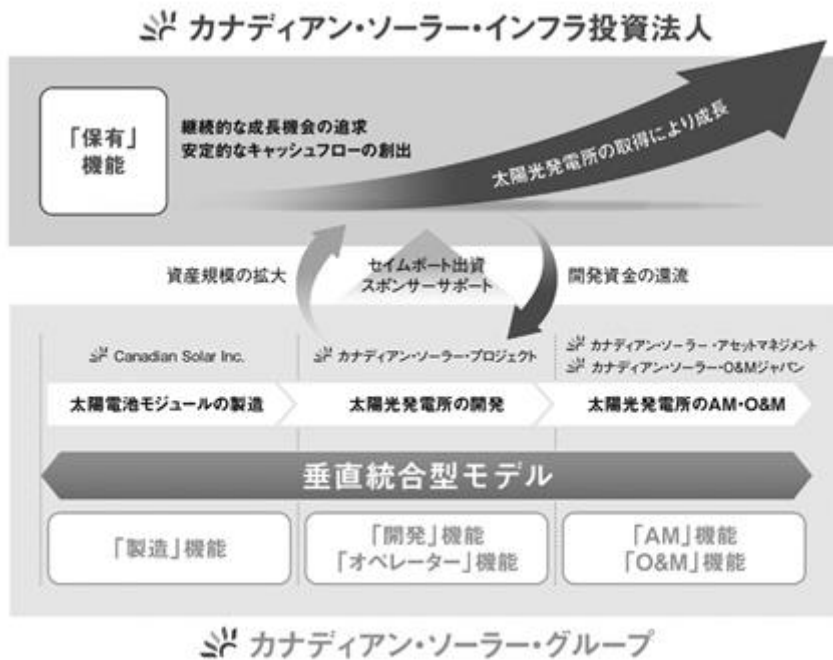 カナディアン・ソーラー・インフラ投資法人
「保有」
機能
継続的な成長機会の追求
安定的なキャッシュフローの創出
太陽光発電所の取得により成長
資産規模の拡大
セイムボート出資
スポンサーサポート
開発資金の還流
Canadian Solar Inc.
カナディアン・ソーラー・プロジェクト
カナディアン・ソーラー・アセットマネジメント
カナディアン・ソーラー・O&Mジャパン
太陽電池モジュールの製造
太陽光発電所の開発
太陽光発電所のAM・O&M
垂直統合型モデル
「製造」機能
「開発」機能
「オペレーター」機能
「AM」機能
「O&M」機能
カナディアン・ソーラー・グループ